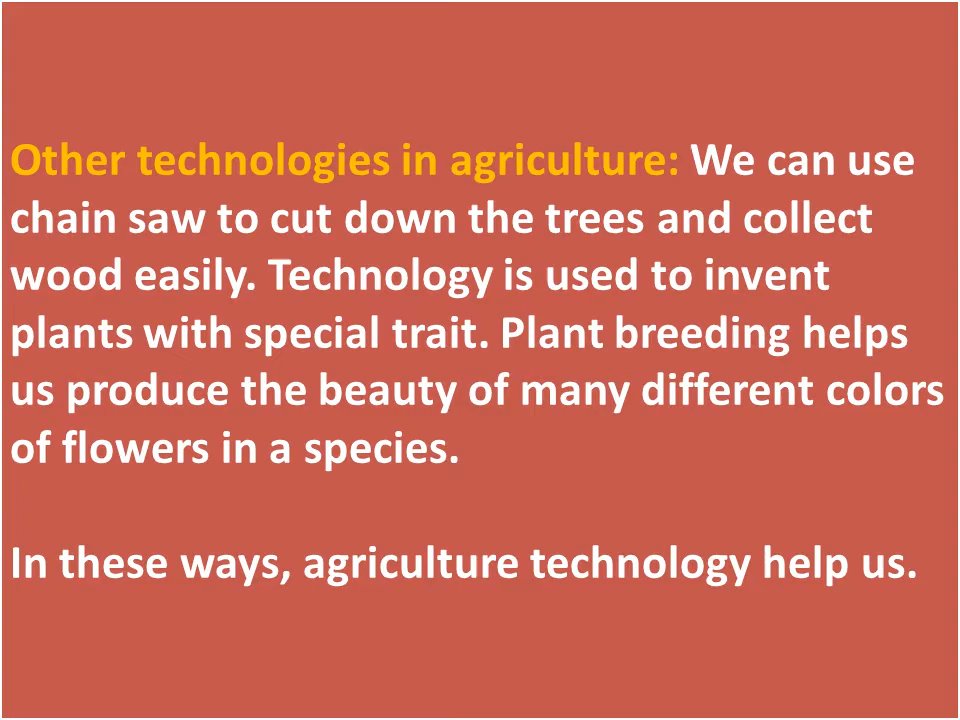 Other technologies in agriculture: We can use
chain saw to cut down the trees and collect
wood easily. Technology is used to invent
plants with special trait. Plant breeding helps
us produce the beauty of many different colors
of flowers in a species.
In these ways, agriculture technology help us.